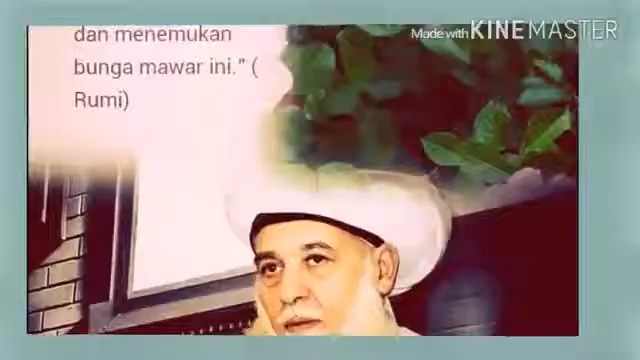 Made with KINEMASTER
dan menemukan
bunga mawar ini." (
Rumi)